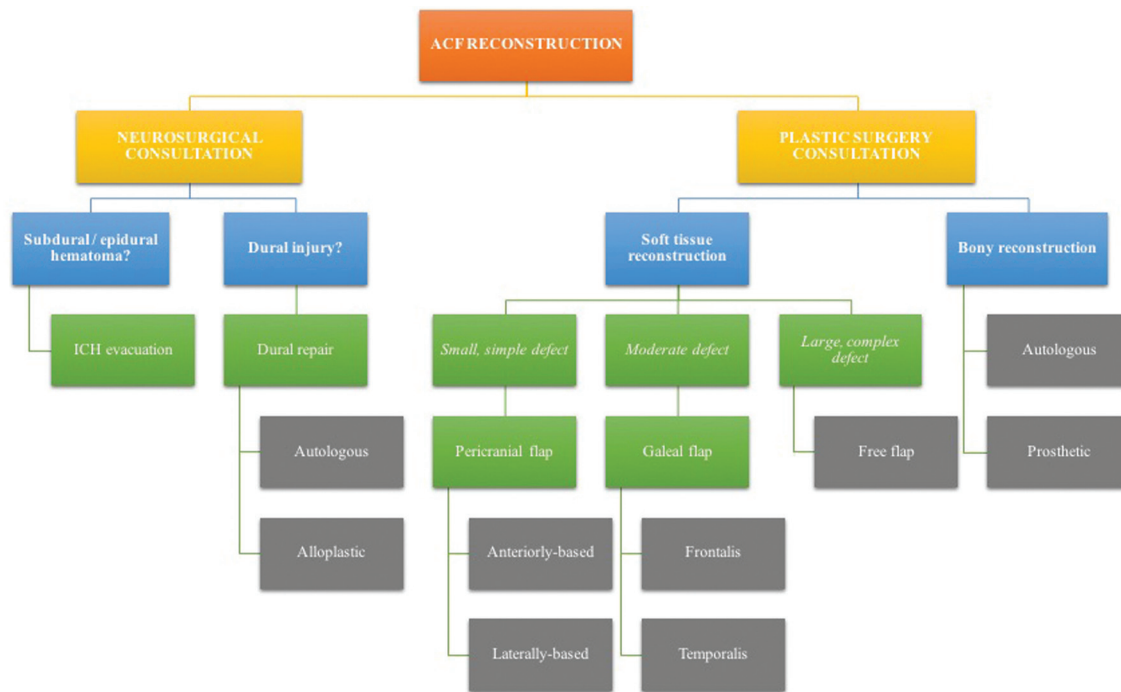 ACF RECONSTRUCTION
NEUROSURGICAL
CONSULTATION
PLASTIC SURGERY
CONSULTATION
Subdural / epidural
hematoma?
Dural injury?
Soft tissue
reconstruction
Bony reconstruction
ICH evacuation
Dural repair
Small, simple defect
Moderate defect
Large, complex
defect
Autologous
Autologous
Pericranial flap
Galeal flap
Free flap
Prosthetic
Alloplastic
Anteriorly-based
Frontalis
Laterally-based
Temporalis